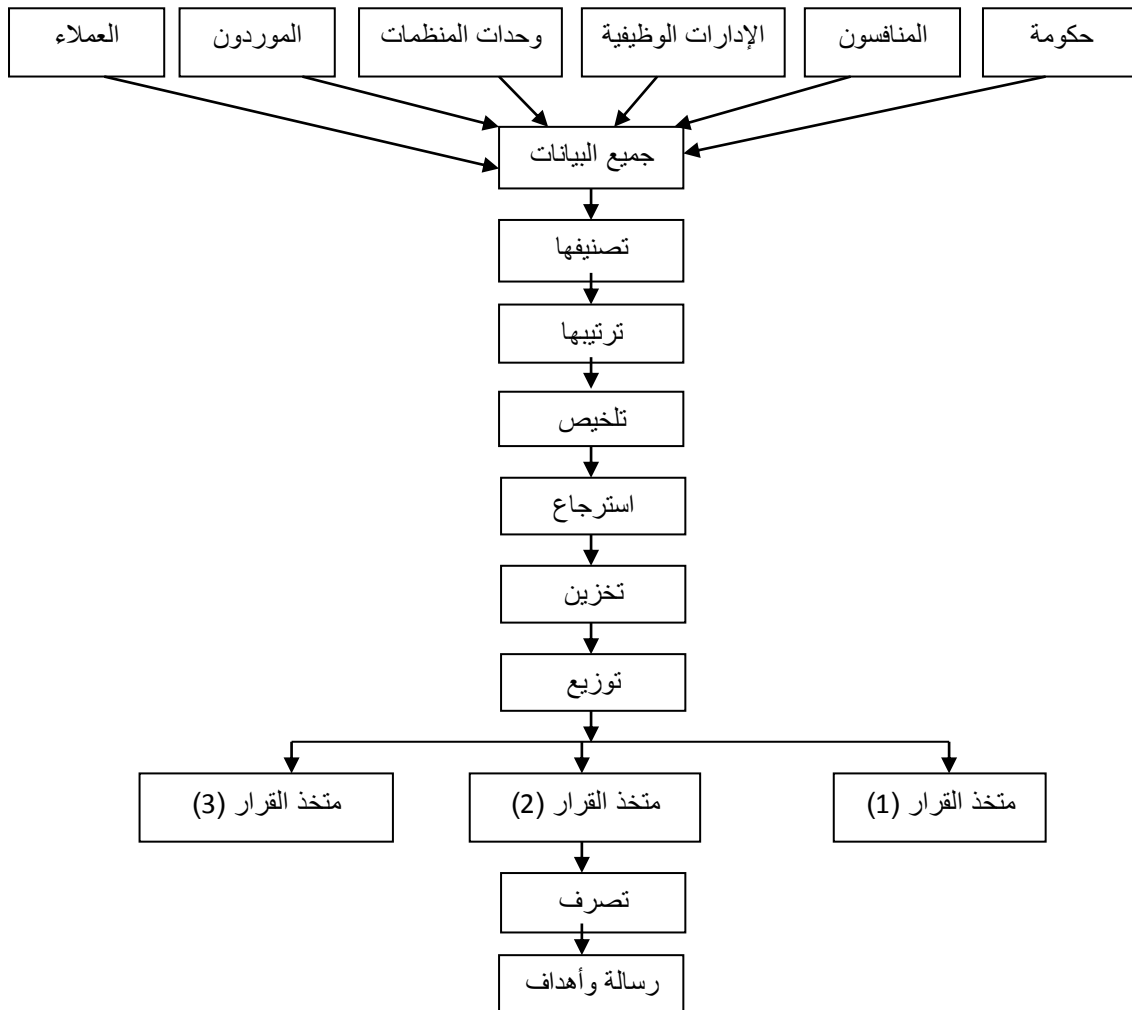 حكومة
المنافسون
الإدارات الوظيفية
وحدات المنظمات
الموردون
العملاء
جميع البيانات
تصنيفها
ترتيبها
تلخيص
استرجاع
تخزين
توزيع
متخذ القرار (1)
متخذ القرار (2)
متخذ القرار (3)
تصرف
رسالة وأهداف